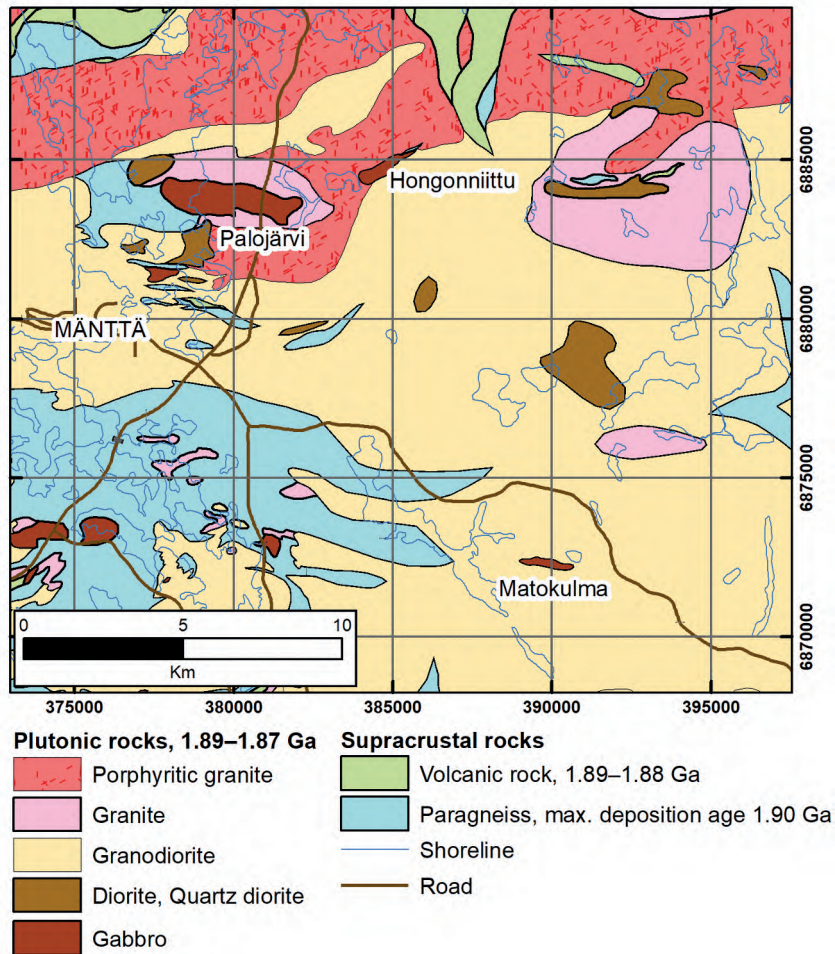 Hongonniittu
Palojärvi
MÄNTTÄ
Matokulma
6885000
6880000
6875000
6870000
0 5 10
Km
375000 380000 385000 390000 395000
Plutonic rocks, 1.89–1.87 Ga
Porphyritic granite
Granite
Granodiorite
Diorite, Quartz diorite
Gabbro
Supracrustal rocks
Volcanic rock, 1.89–1.88 Ga
Paragneiss, max. deposition age 1.90 Ga
Shoreline
Road